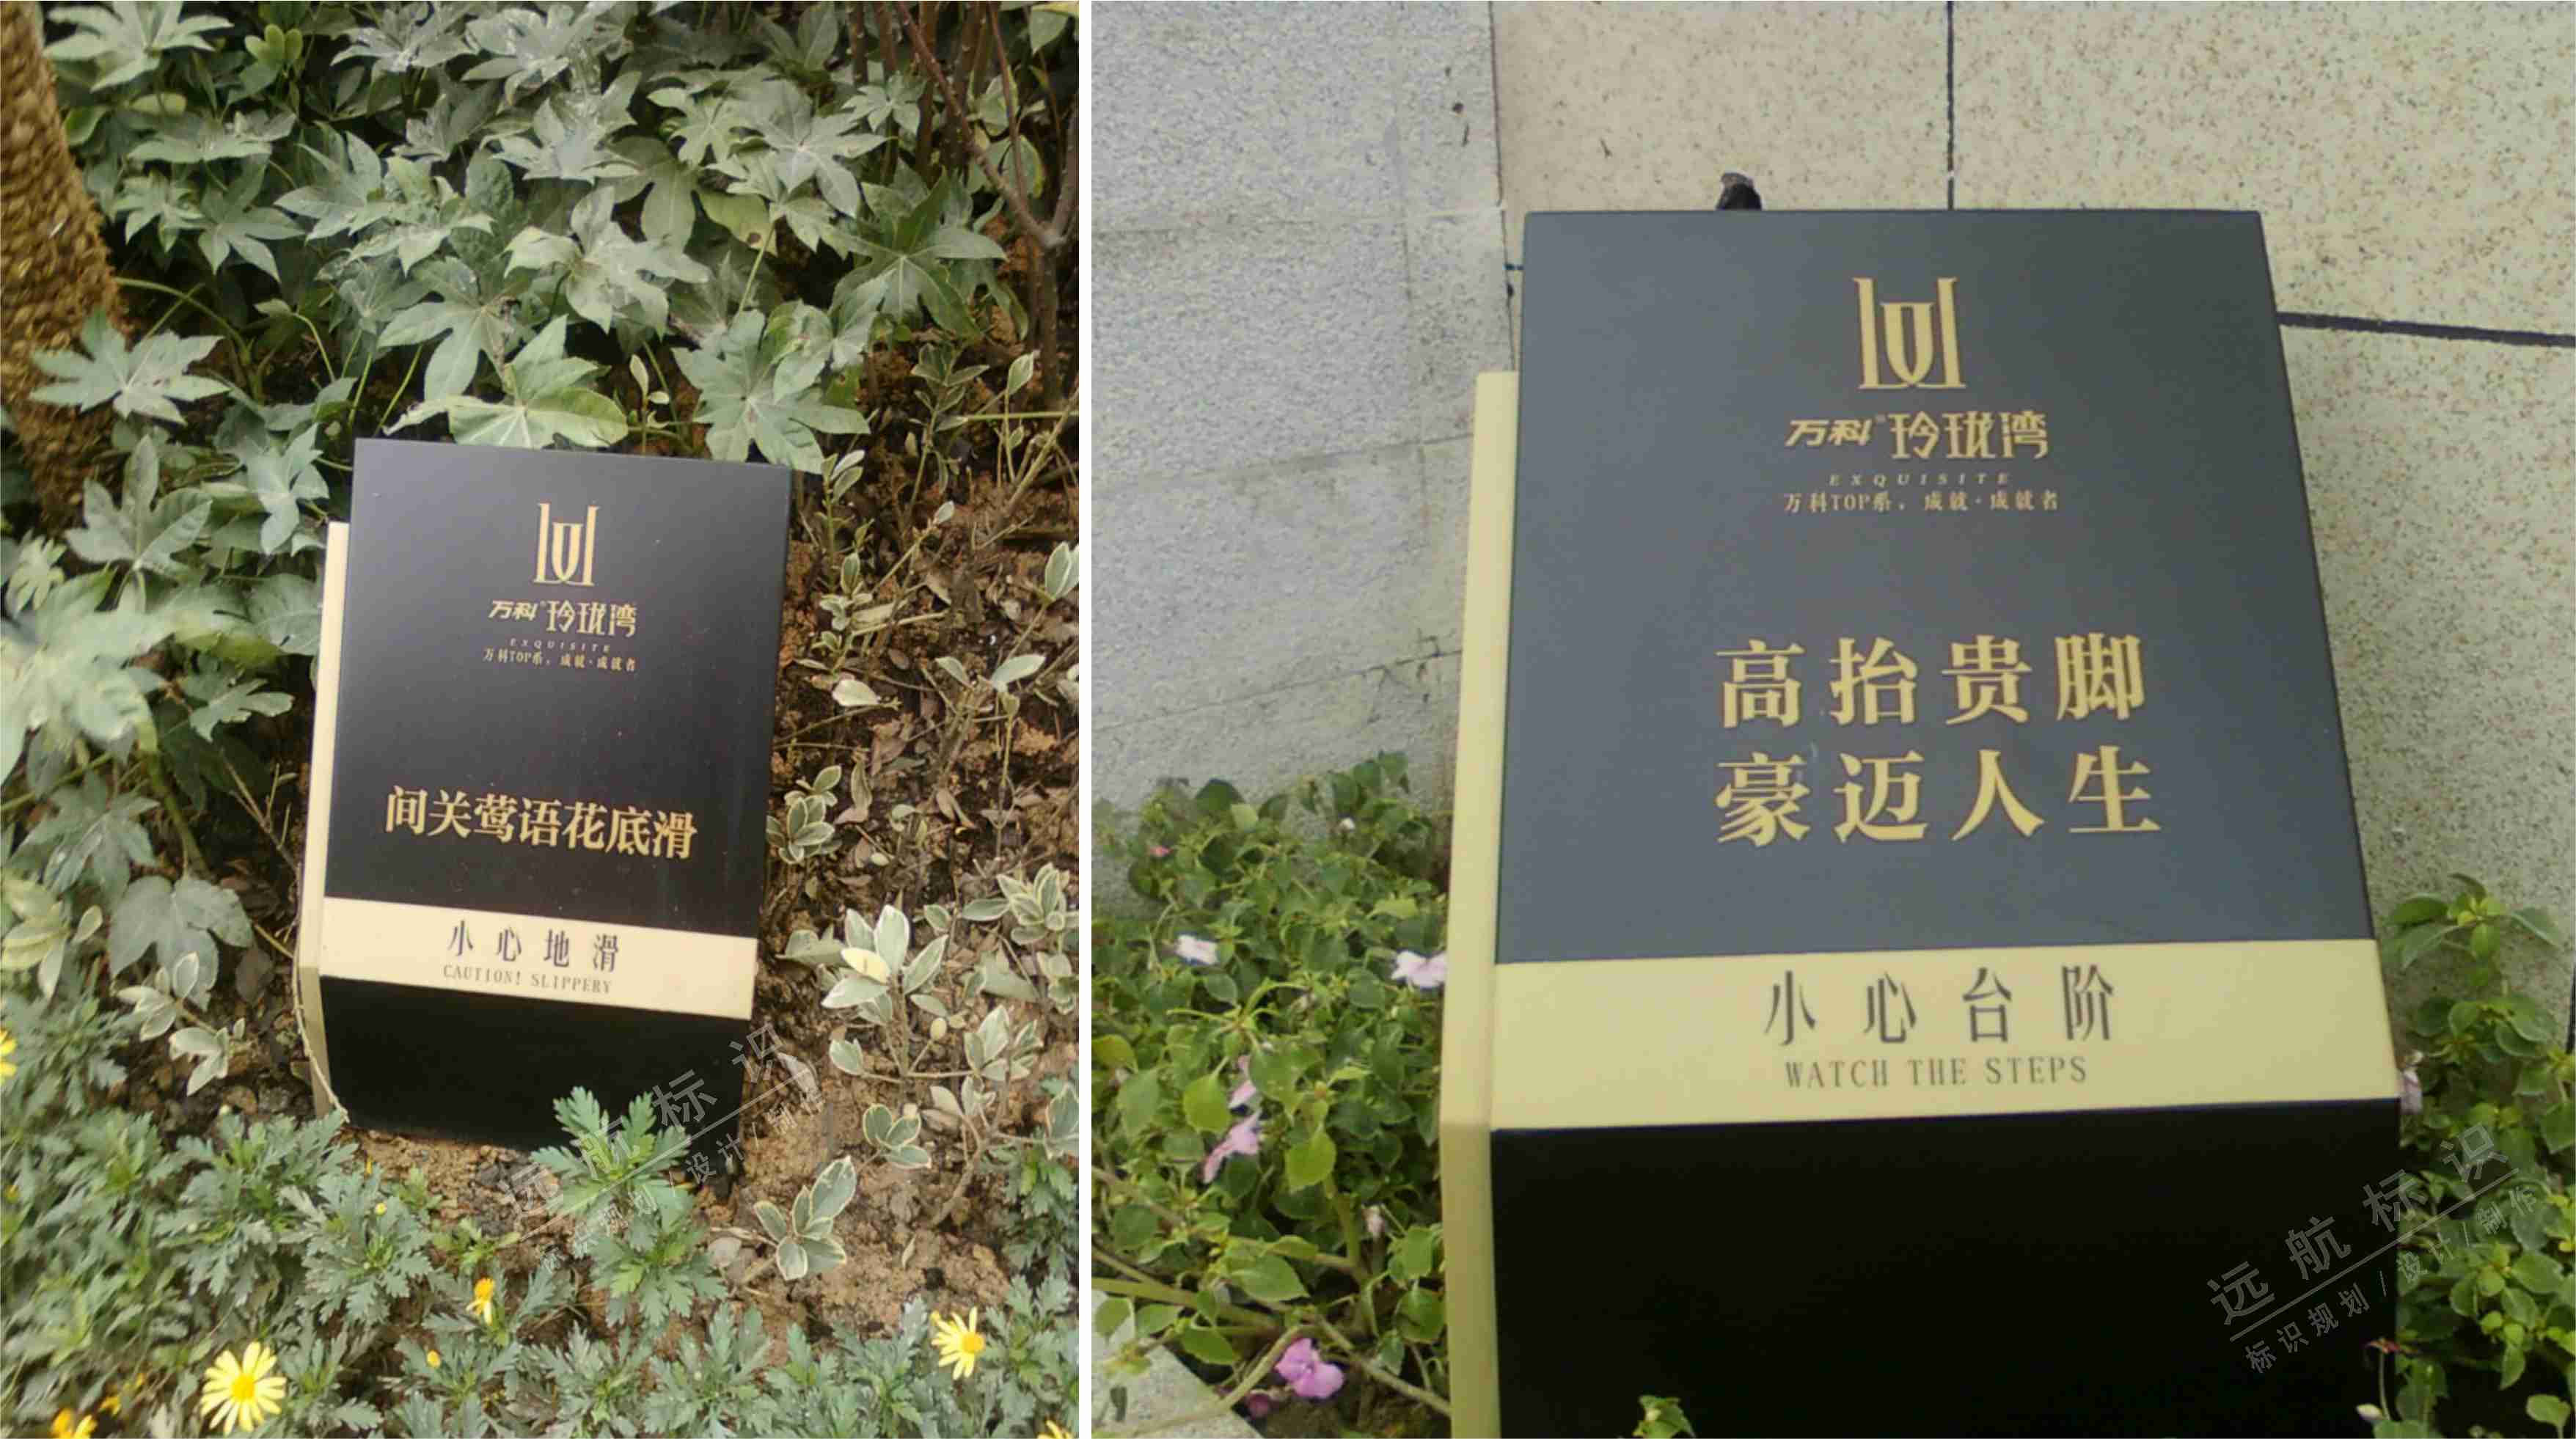 万科 玲珑湾
EXQUISITE
万科TOP系，成就·成就者
间关莺语花底滑
小心地滑
CAUTION! SLIPPERY
远航标识
标识规划/设计/制作
万科 玲珑湾
EXQUISITE
万科TOP系，成就·成就者
高抬贵脚
豪迈人生
小心台阶
WATCH THE STEPS
远航标识
标识规划/设计/制作